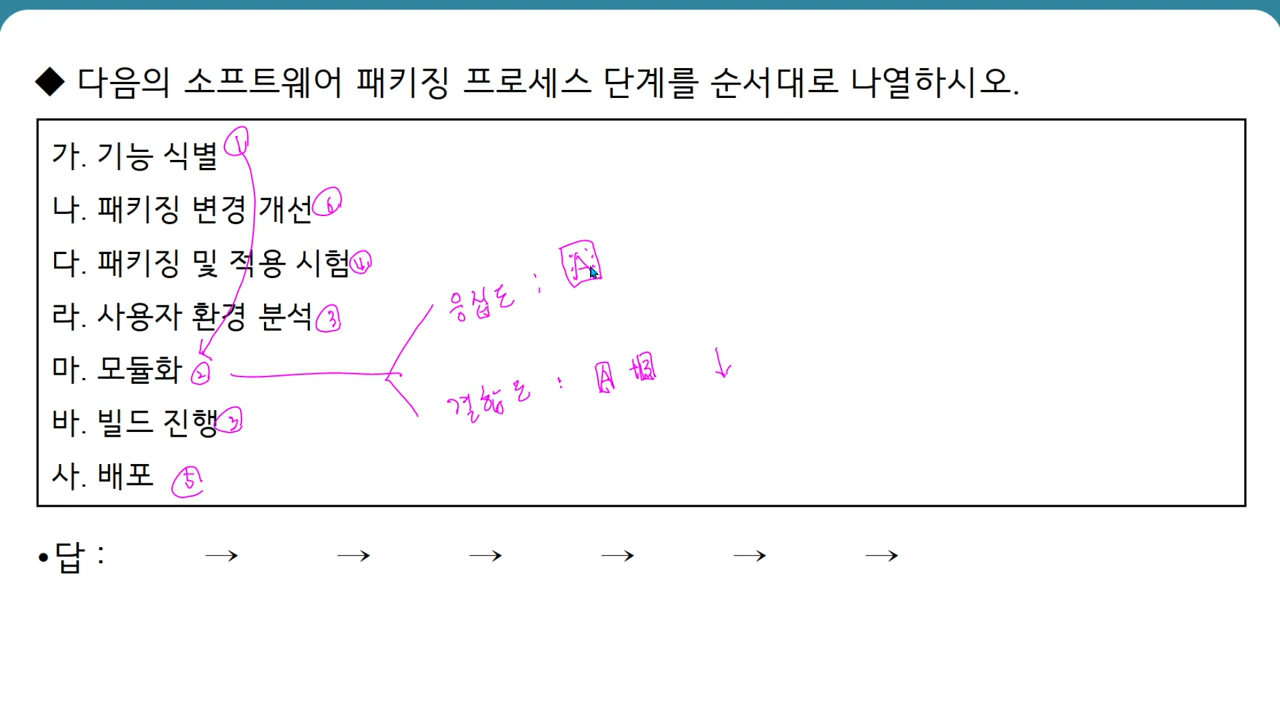 ◆ 다음의 소프트웨어 패키징 프로세스 단계를 순서대로 나열하시오.
가. 기능 식별 ①
나. 패키징 변경 개선 ⑥
다. 패키징 및 적용 시험 ④
응집도 : A
라. 사용자 환경 분석 ③
마. 모듈화 ②
결합도 : A B ↓
바. 빌드 진행 ③
사. 배포 ⑤
•답 : → → → → → →